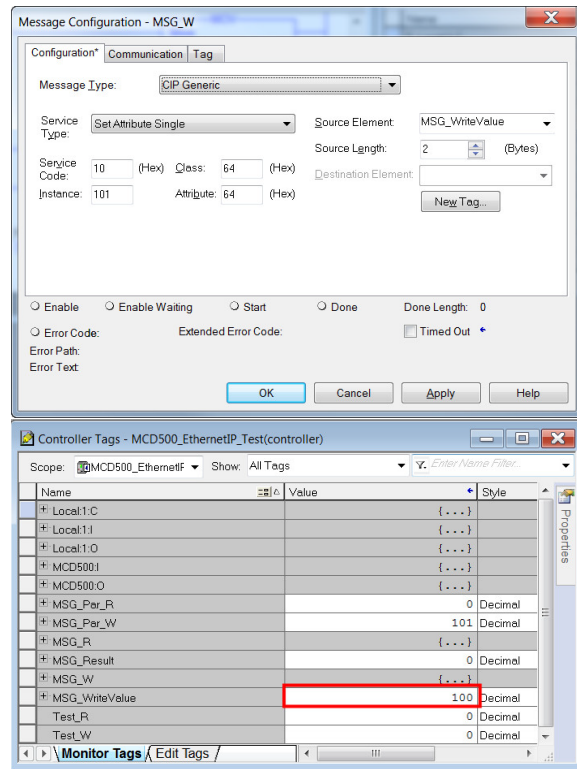 Message Configuration - MSG_W
X
Configuration* Communication Tag
Message Type: CIP Generic
Service Type: Set Attribute Single Source Element: MSG_WriteValue
Source Length: 2 (Bytes)
Service Code: 10 (Hex) Class: 64 (Hex) Destination Element:
Instance: 101 Attribute: 64 (Hex) New Tag...
Enable Enable Waiting Start Done Done Length: 0
Error Code: Extended Error Code: Timed Out
Error Path:
Error Text:
OK Cancel Apply Help
Controller Tags - MCD500_EthernetIP_Test(controller)
Scope: MCD500_EthernetIF Show: All Tags Enter Name Filter...
Name Value Style
Local:1:C {...}
Local:1:I {...}
Local:1:O {...}
MCD500:I {...}
MCD500:O {...}
MSG_Par_R 0 Decimal
MSG_Par_W 101 Decimal
MSG_R {...}
MSG_Result 0 Decimal
MSG_W {...}
MSG_WriteValue 100 Decimal
Test_R 0 Decimal
Test_W 0 Decimal
Monitor Tags Edit Tags
Properties